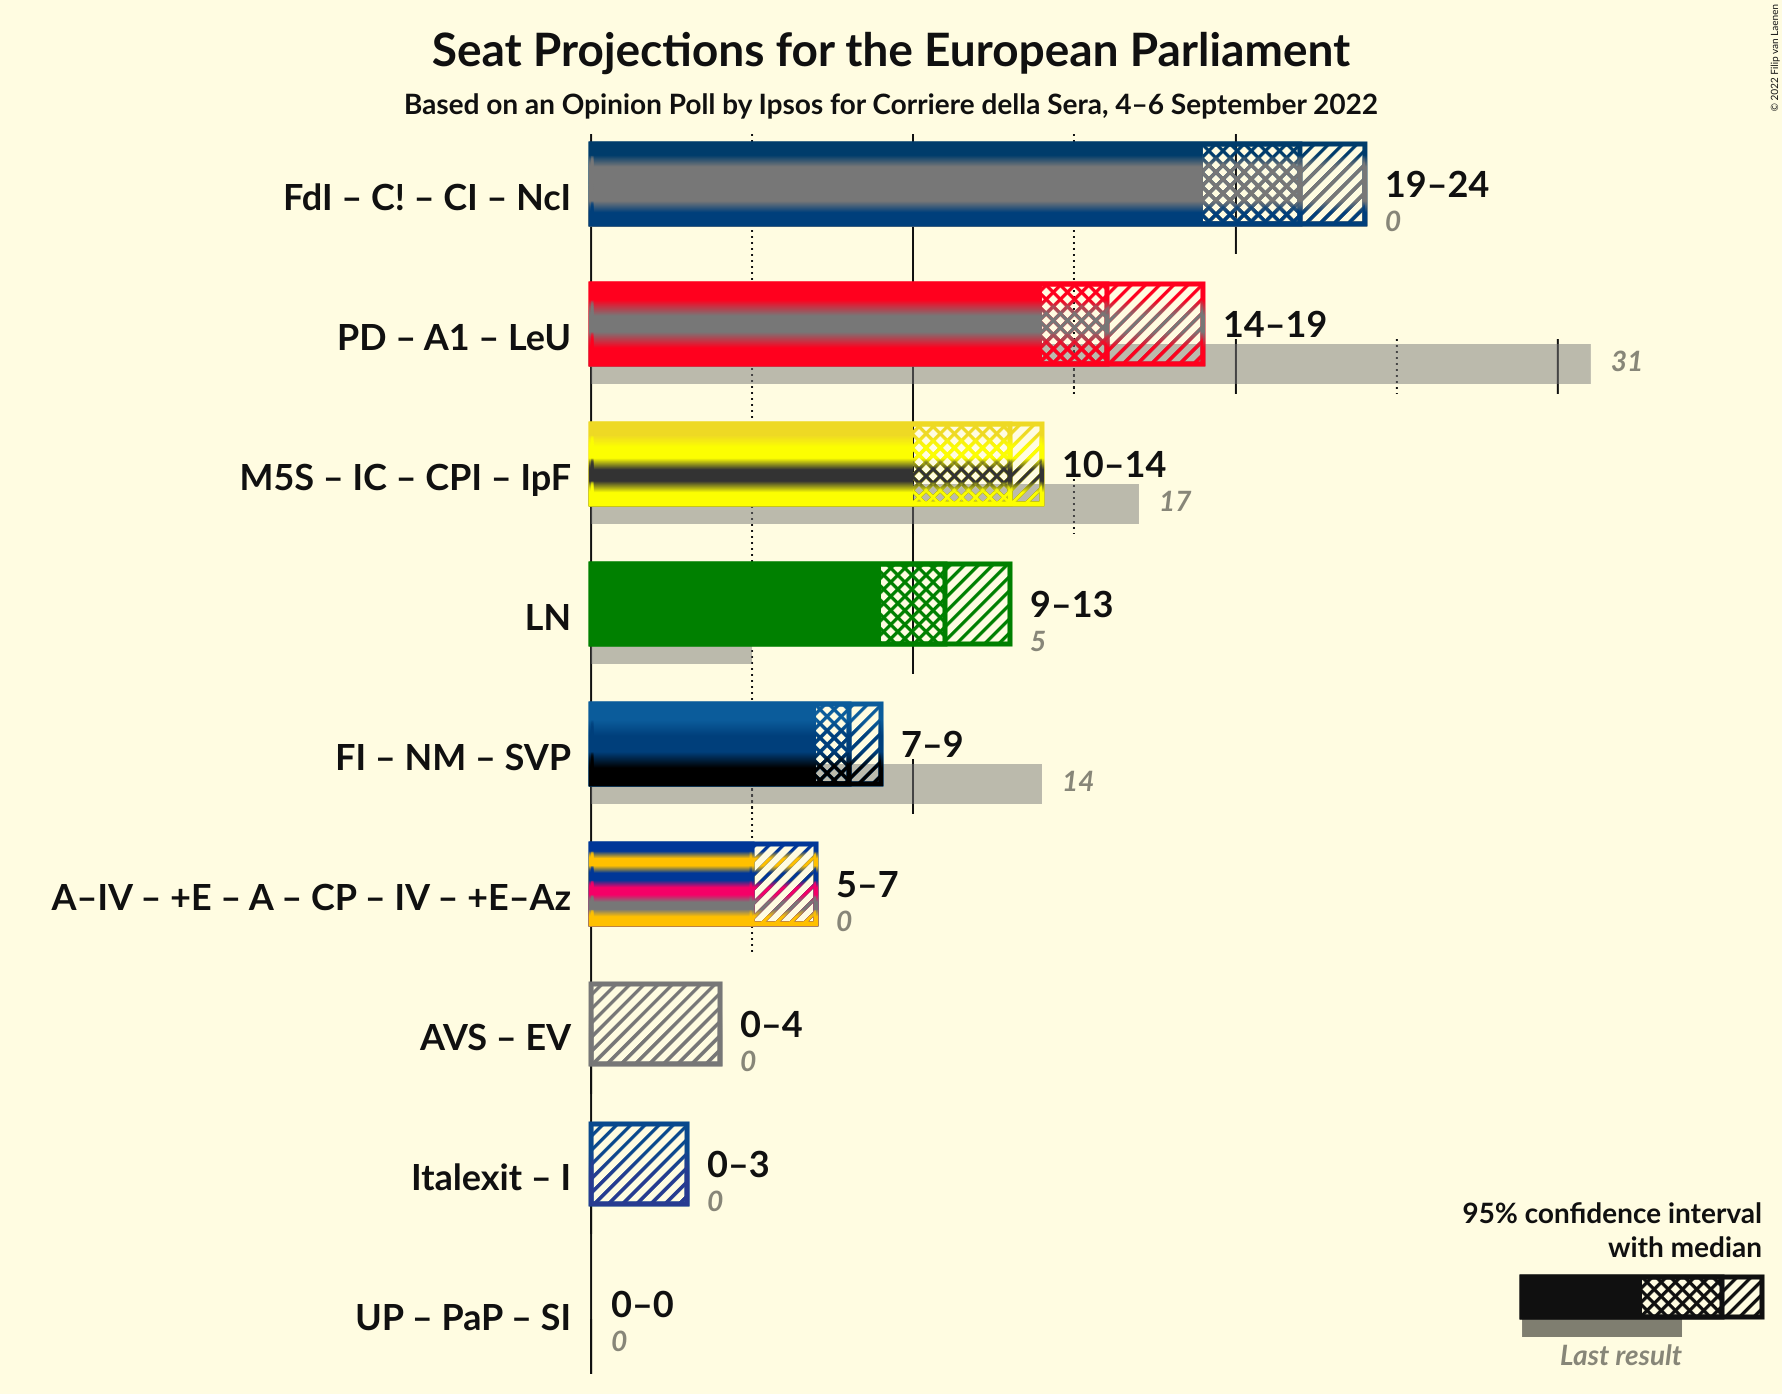 Seat Projections for the European Parliament
Based on an Opinion Poll by Ipsos for Corriere della Sera, 4–6 September 2022
© 2022 Filip van Laenen
FdI – C! – CI – NcI
19–24
0
PD – A1 – LeU
14–19
31
M5S – IC – CPI – IpF
10–14
17
LN
9–13
5
FI – NM – SVP
7–9
14
A–IV – +E – A – CP – IV – +E–Az
5–7
0
AVS – EV
0–4
0
Italexit – I
0–3
0
UP – PaP – SI
0–0
0
95% confidence interval
with median
Last result